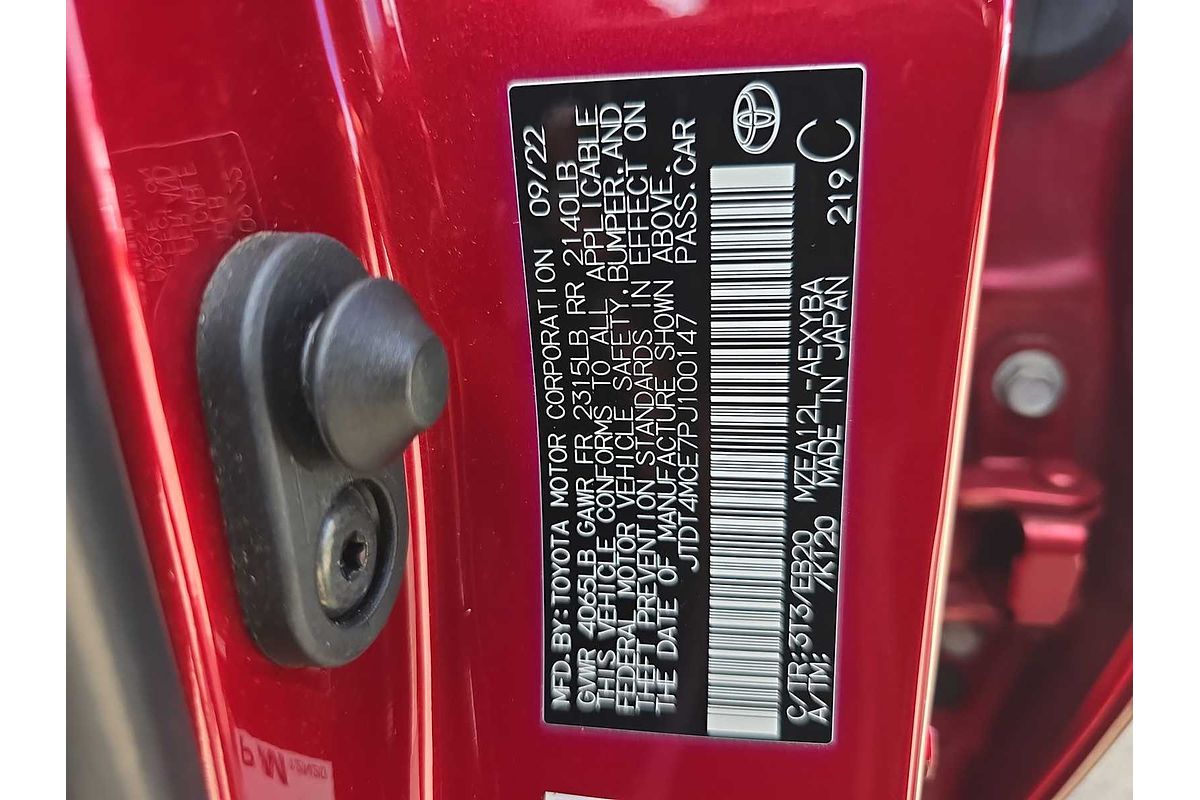 MFD.BY:TOYOTA MOTOR CORPORATION 09/22
GVWR 4065LB GAWR FR 2315LB RR 2140LB
THIS VEHICLE CONFORMS TO ALL APPLICABLE
FEDERAL MOTOR VEHICLE SAFETY,BUMPER,AND
THEFT PREVENTION STANDARDS IN EFFECT ON
THE DATE OF MANUFACTURE SHOWN ABOVE.
JTDT4MCE7PJ100147 PASS.CAR
C/TR:3T3/EB20 MZEA12L-AEXYBA 219 C
A/TM: /K120 MADE IN JAPAN